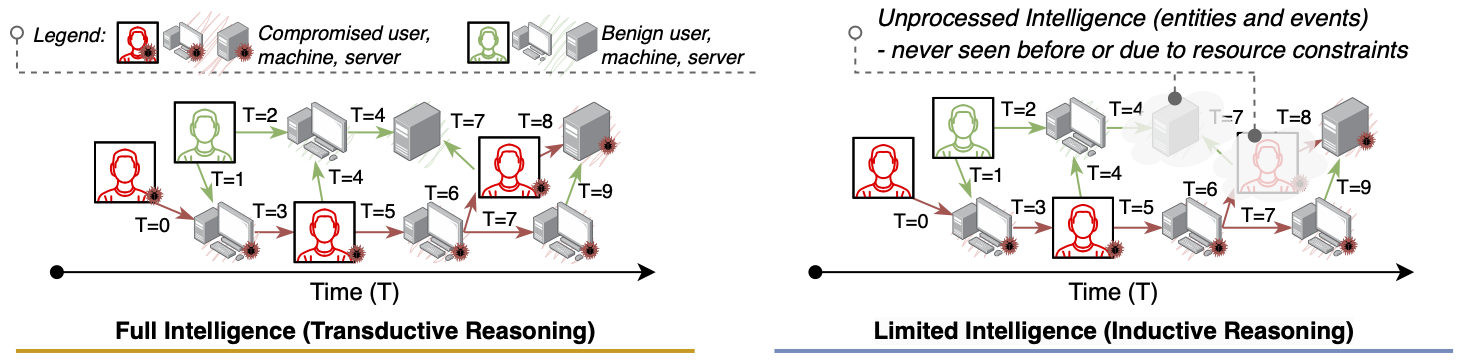 Legend:
Compromised user,
machine, server
Benign user,
machine, server
T=0
T=1
T=2
T=3
T=4
T=4
T=5
T=6
T=7
T=7
T=8
T=9
Time (T)
Full Intelligence (Transductive Reasoning)
Unprocessed Intelligence (entities and events)
- never seen before or due to resource constraints
T=0
T=1
T=2
T=3
T=4
T=4
T=5
T=6
T=7
T=7
T=8
T=9
Time (T)
Limited Intelligence (Inductive Reasoning)